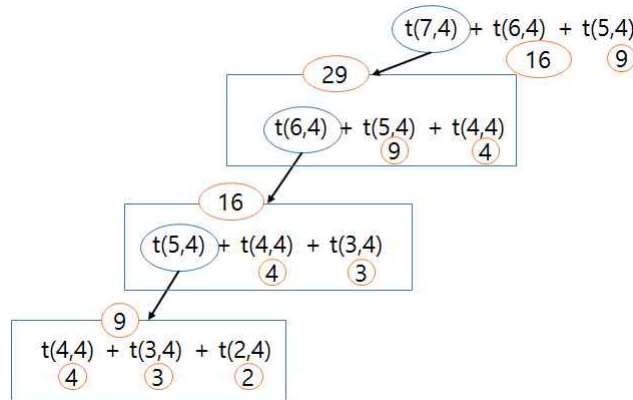 t(7,4) + t(6,4) + t(5,4)
16 9
29
t(6,4) + t(5,4) + t(4,4)
9 4
16
t(5,4) + t(4,4) + t(3,4)
4 3
9
t(4,4) + t(3,4) + t(2,4)
4 3 2